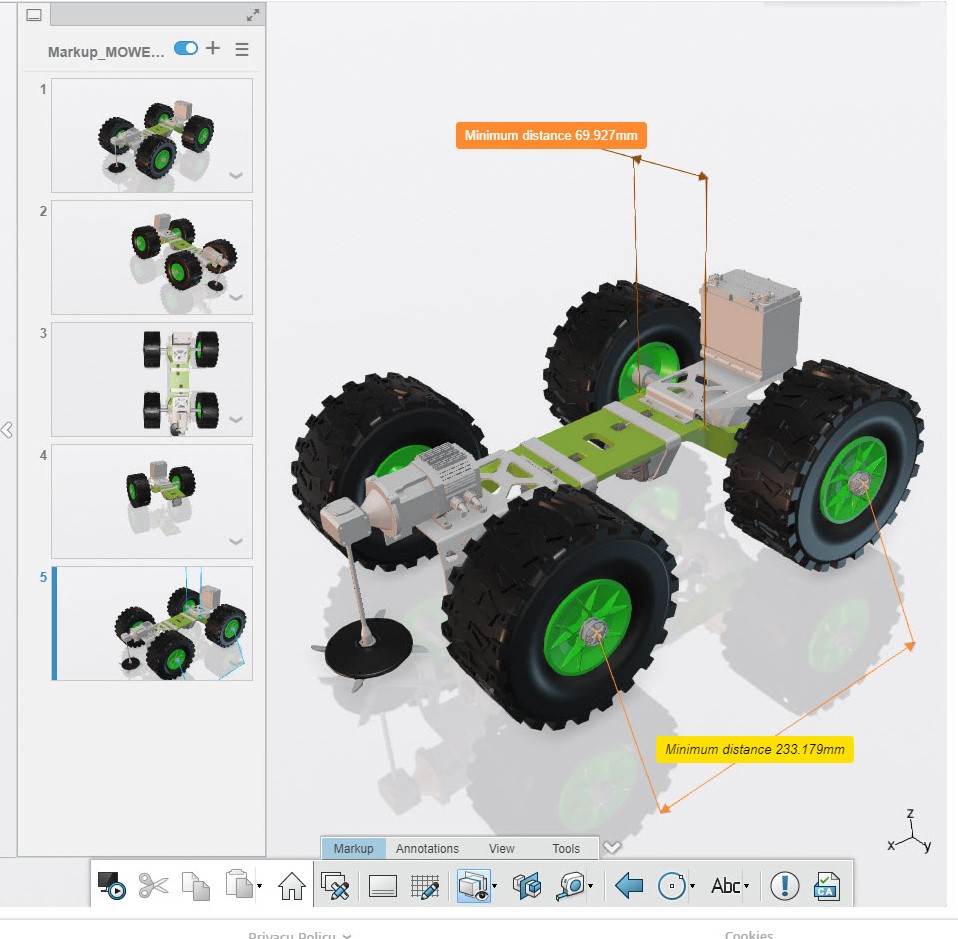 Markup_MOWE...
1
2
3
4
5
Minimum distance 69.927mm
Minimum distance 233.179mm
z
x
y
Markup
Annotations
View
Tools
Abc
CA
Privacy Policy
Cookies